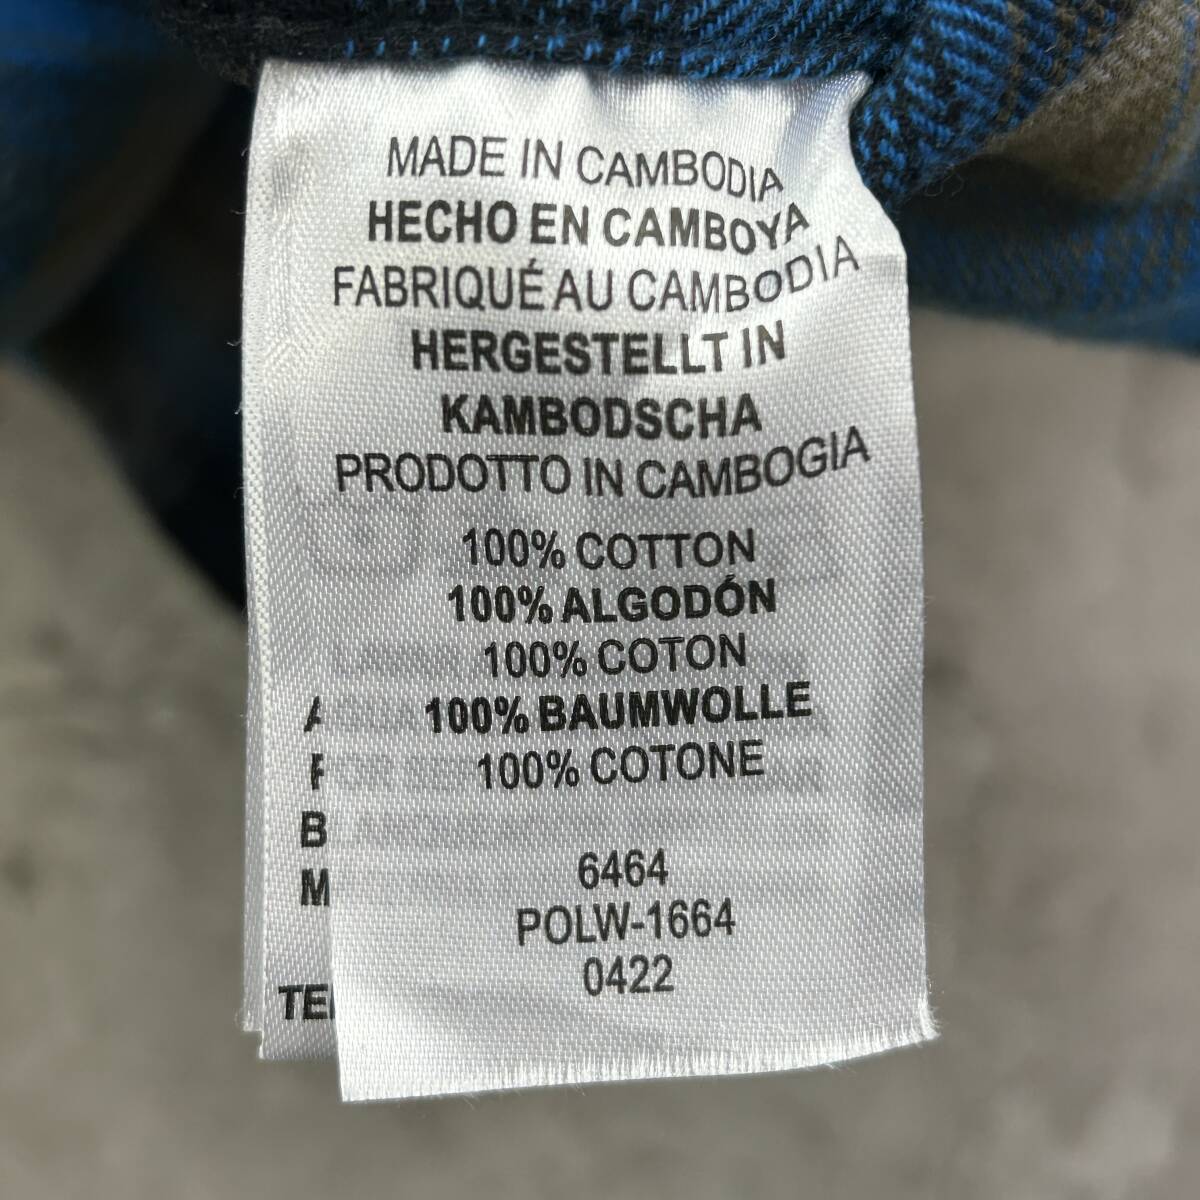 MADE IN CAMBODIA
HECHO EN CAMBOYA
FABRIQUÉ AU CAMBODIA
HERGESTELLT IN
KAMBODSCHA
PRODOTTO IN CAMBOGIA
100% COTTON
100% ALGODÓN
100% COTON
100% BAUMWOLLE
100% COTONE
6464
POLW-1664
0422